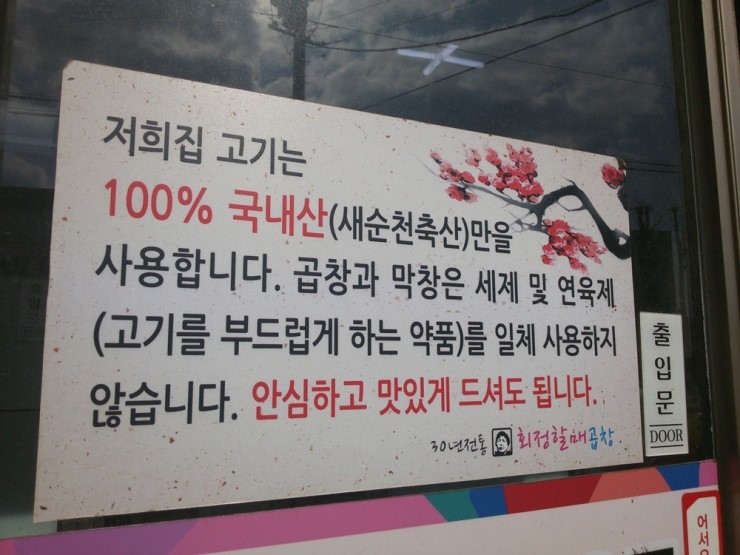 저희집 고기는
100% 국내산(새순천축산)만을
사용합니다. 곱창과 막창은 세제 및 연육제
(고기를 부드럽게 하는 약품)를 일체 사용하지
않습니다. 안심하고 맛있게 드셔도 됩니다.
30년전통 회정할매곱창
출입문
DOOR